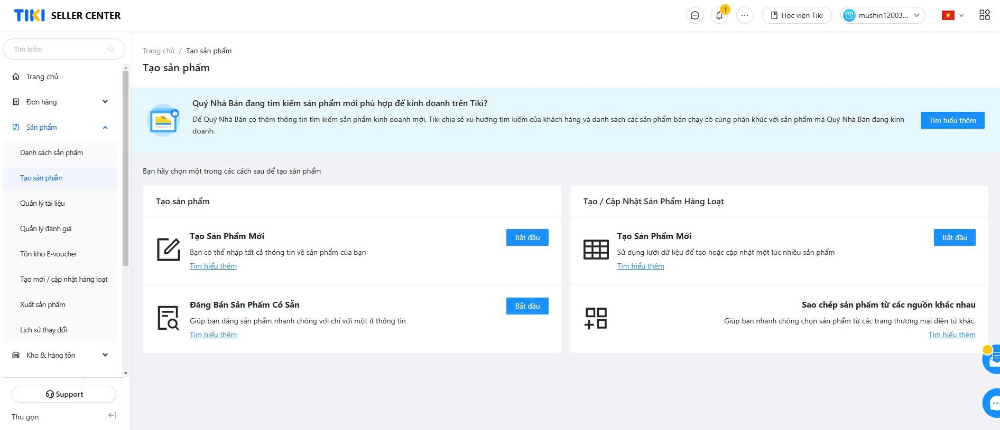 TIKI SELLER CENTER
1
Học viện Tiki
mushin12003...
Tìm kiếm
Trang chủ
Đơn hàng
Sản phẩm
Danh sách sản phẩm
Tạo sản phẩm
Quản lý tài liệu
Quản lý đánh giá
Tồn kho E-voucher
Tạo mới / cập nhật hàng loạt
Xuất sản phẩm
Lịch sử thay đổi
Kho & hàng tồn
Support
Thu gọn
Trang chủ / Tạo sản phẩm
Tạo sản phẩm
Quý Nhà Bán đang tìm kiếm sản phẩm mới phù hợp để kinh doanh trên Tiki?
Để Quý Nhà Bán có thêm thông tin tìm kiếm sản phẩm kinh doanh mới, Tiki chia sẻ xu hướng tìm kiếm của khách hàng và danh sách các sản phẩm bán chạy có cùng phân khúc với sản phẩm mà Quý Nhà Bán đang kinh
doanh.
Tìm hiểu thêm
Bạn hãy chọn một trong các cách sau để tạo sản phẩm
Tạo sản phẩm
Tạo Sản Phẩm Mới
Bạn có thể nhập tất cả thông tin về sản phẩm của bạn
Tìm hiểu thêm
Bắt đầu
Đăng Bán Sản Phẩm Có Sẵn
Giúp bạn đăng sản phẩm nhanh chóng với chỉ với một ít thông tin
Tìm hiểu thêm
Bắt đầu
Tạo / Cập Nhật Sản Phẩm Hàng Loạt
Tạo Sản Phẩm Mới
Sử dụng lưới dữ liệu để tạo hoặc cập nhật một lúc nhiều sản phẩm
Tìm hiểu thêm
Bắt đầu
Sao chép sản phẩm từ các nguồn khác nhau
Giúp bạn nhanh chóng chọn sản phẩm từ các trang thương mại điện tử khác.
Tìm hiểu thêm